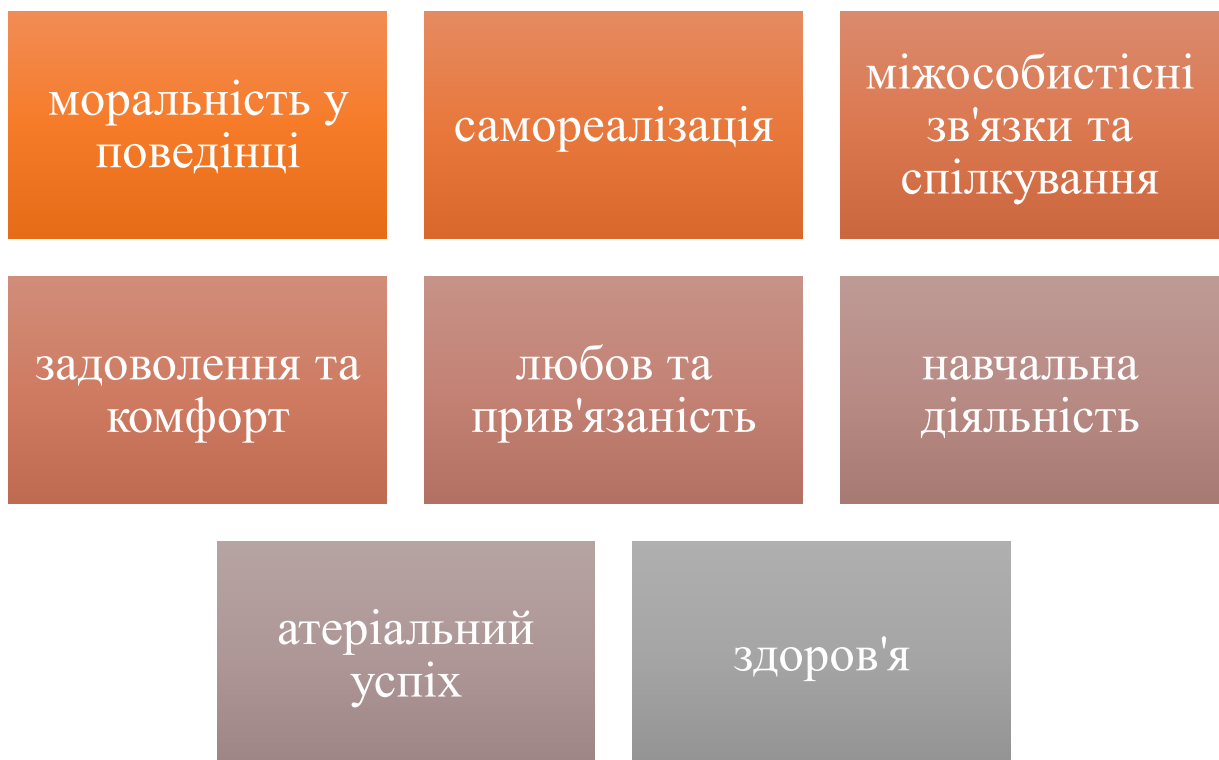 моральність у
поведінці
самореалізація
міжособистісні
зв'язки та
спілкування
задоволення та
комфорт
любов та
прив'язаність
навчальна
діяльність
атеріальний
успіх
здоров'я